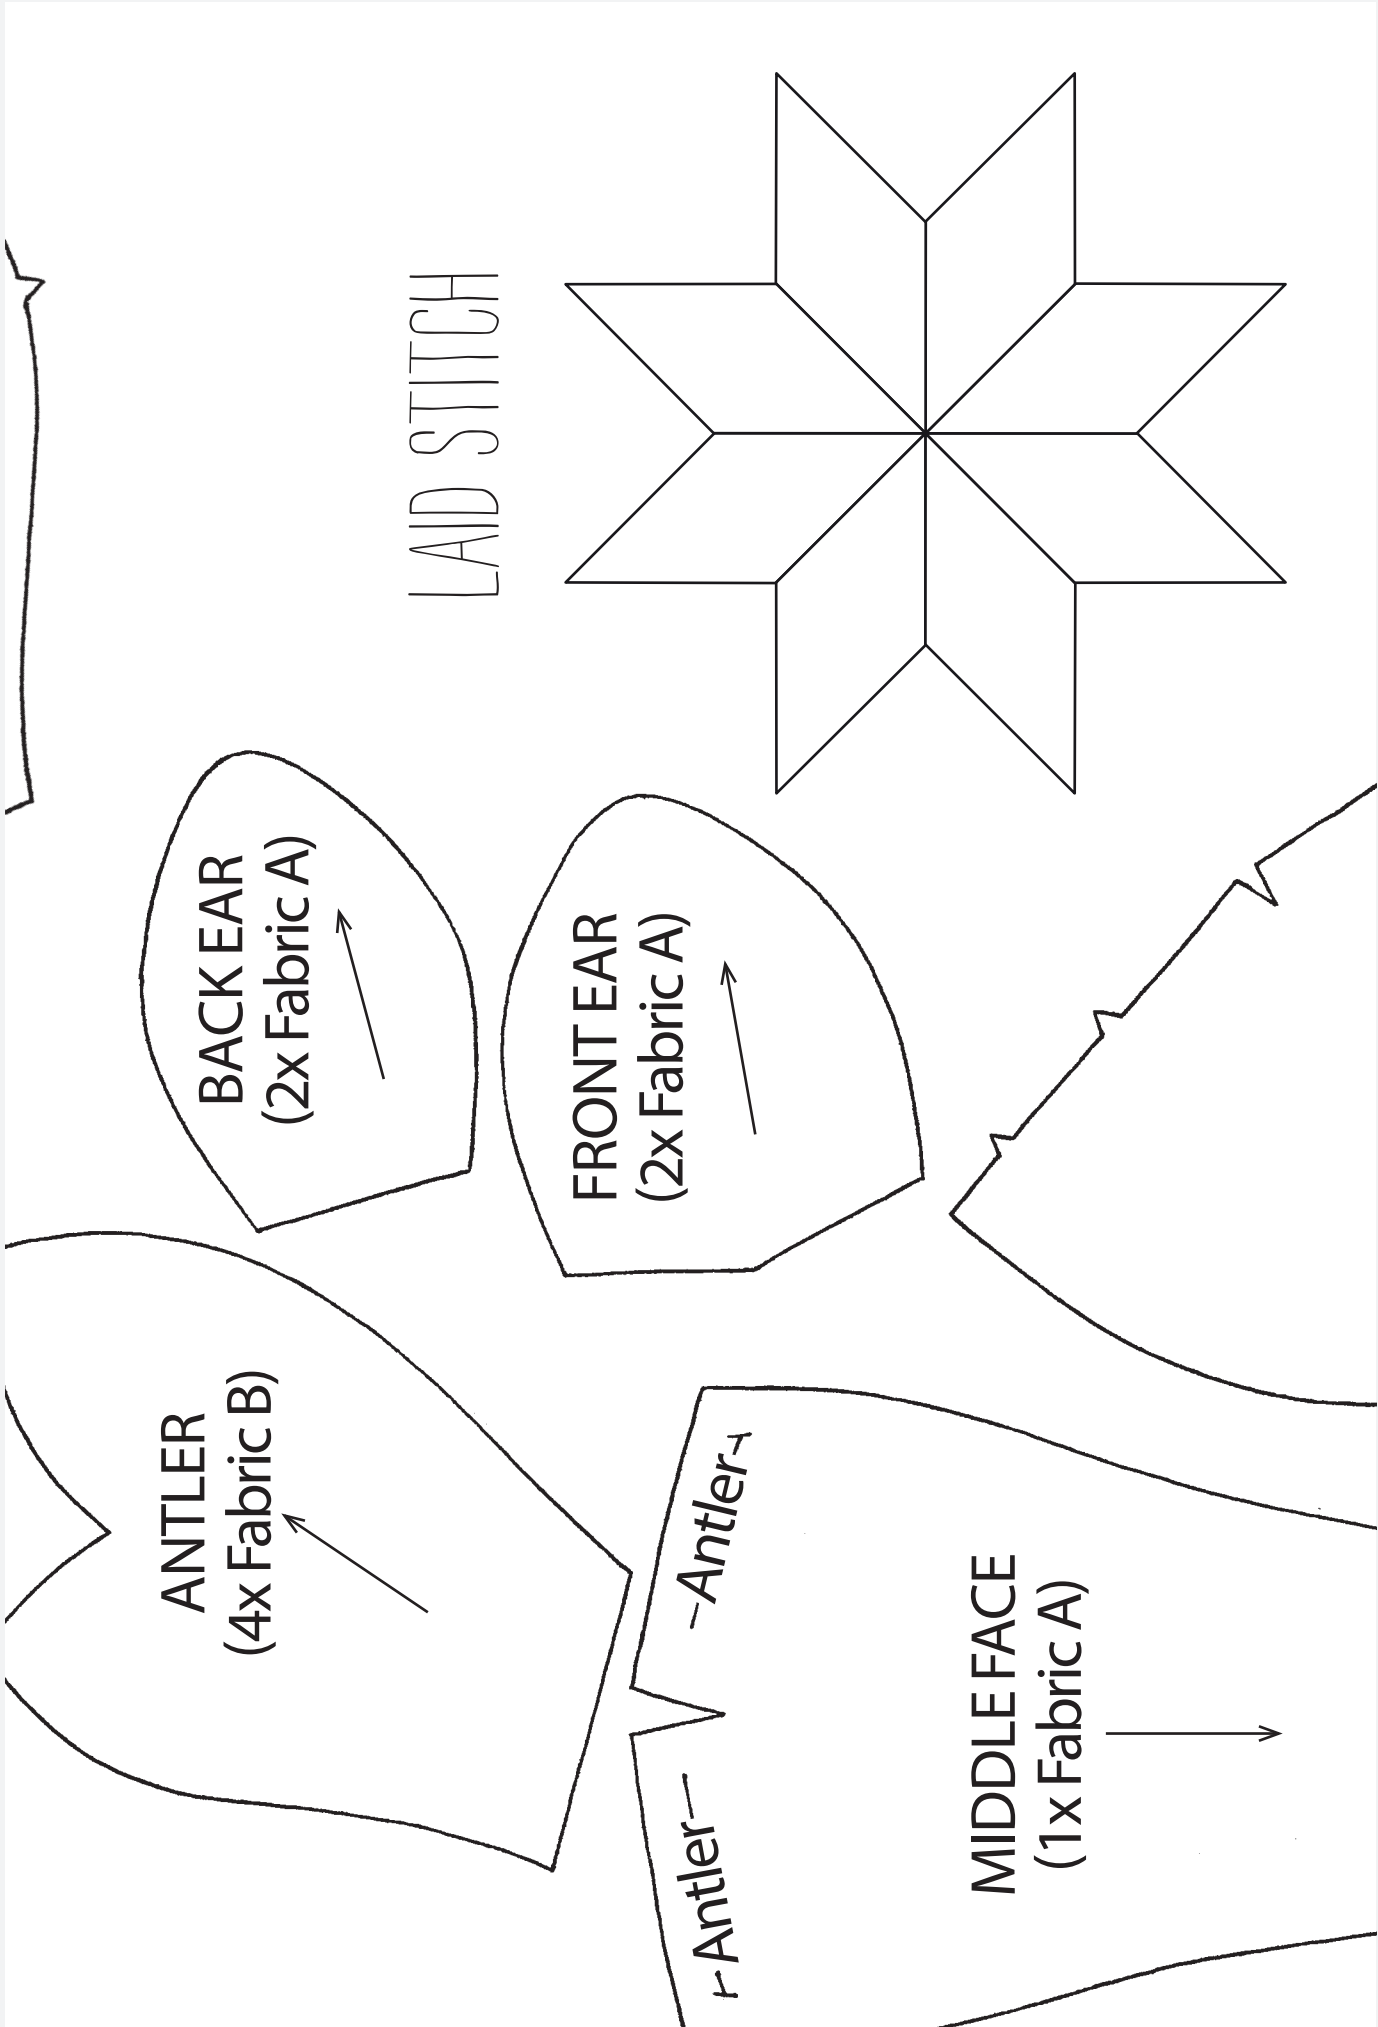 LAID STITCH
BACK EAR
(2x Fabric A)
FRONT EAR
(2x Fabric A)
ANTLER
(4x Fabric B)
Antler
Antler
MIDDLE FACE
(1x Fabric A)